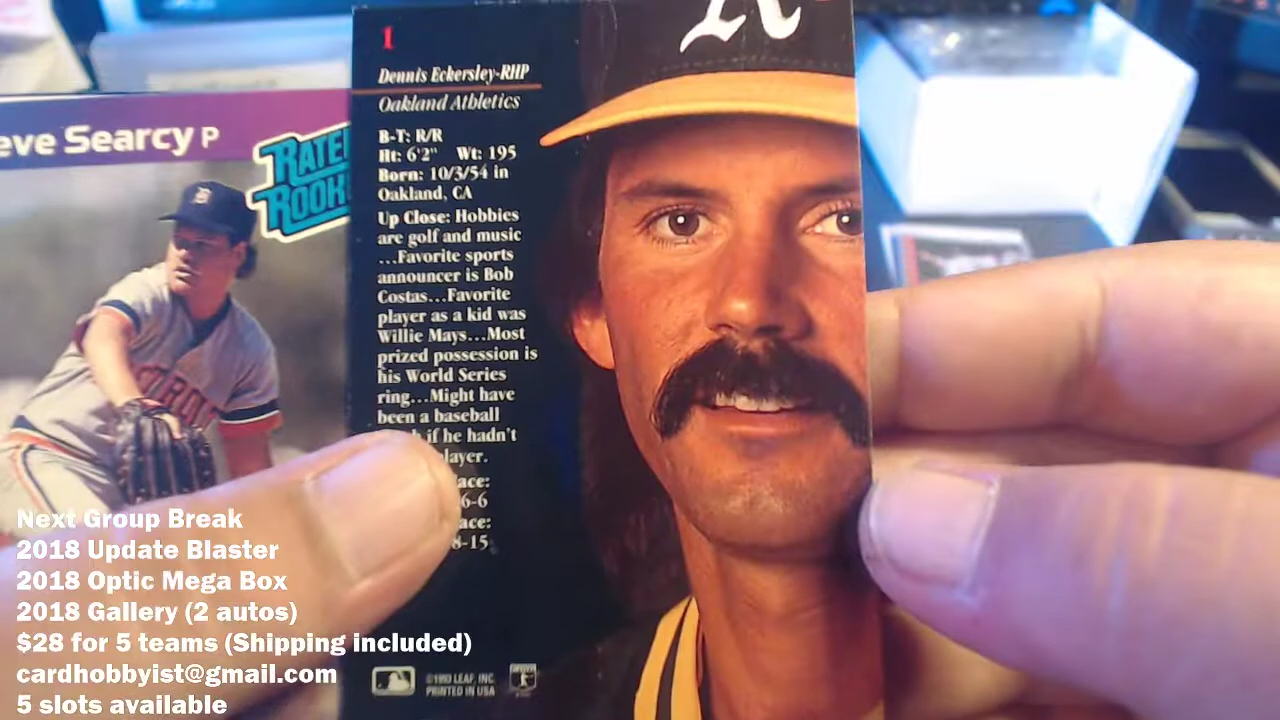 eve Searcy P
RATE
ROOK
1
Dennis Eckersley-RHP
Oakland Athletics
B-T: R/R
Ht: 6'2" Wt: 195
Born: 10/3/54 in
Oakland, CA
Up Close: Hobbies
are golf and music
...Favorite sports
announcer is Bob
Costas...Favorite
player as a kid was
Willie Mays...Most
prized possession is
his World Series
ring...Might have
been a baseball
if he hadn't
layer.
ace:
6-6
ace:
8-15
©1993 LEAF, INC.
PRINTED IN USA
DETROIT
Next Group Break
2018 Update Blaster
2018 Optic Mega Box
2018 Gallery (2 autos)
$28 for 5 teams (Shipping included)
cardhobbyist@gmail.com
5 slots available